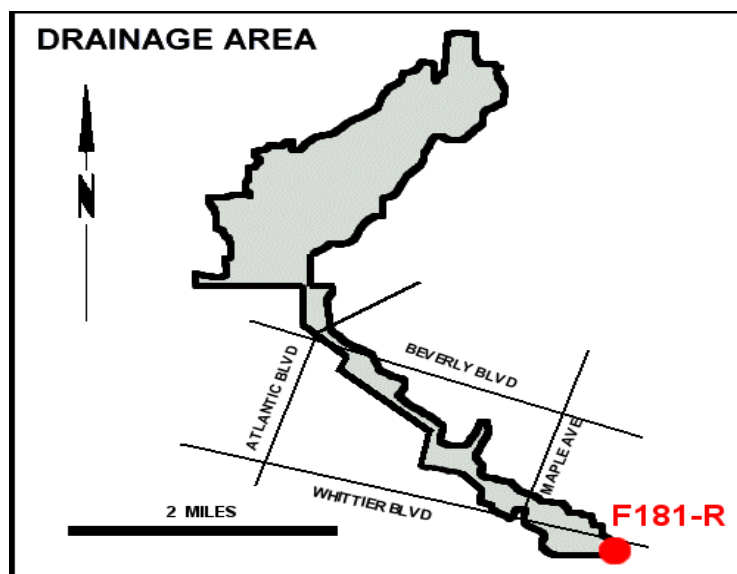 DRAINAGE AREA
N
BEVERLY BLVD
ATLANTIC BLVD
MAPLE AVE
WHITTIER BLVD
2 MILES
F181-R